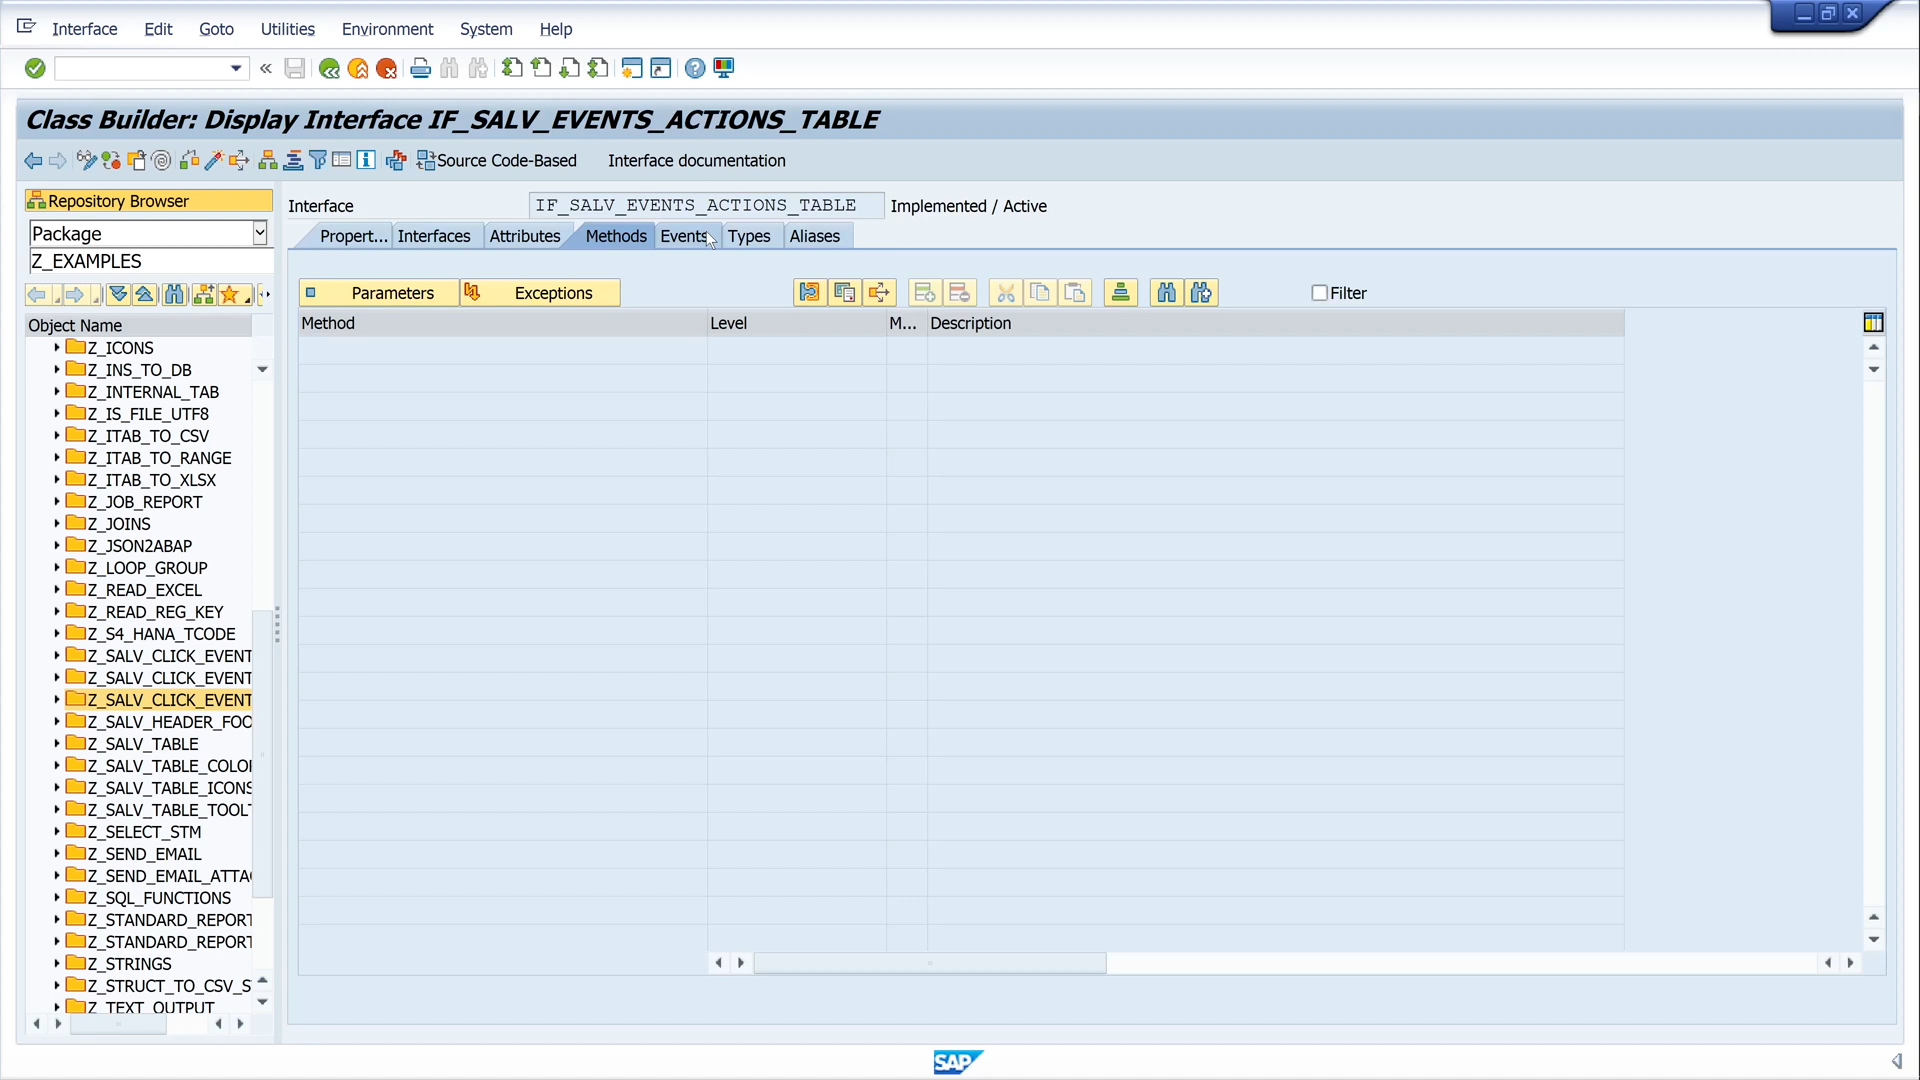 Interface Edit Goto Utilities Environment System Help
Class Builder: Display Interface IF_SALV_EVENTS_ACTIONS_TABLE
Source Code-Based Interface documentation
Repository Browser
Package
Z_EXAMPLES
Object Name
Z_ICONS
Z_INS_TO_DB
Z_INTERNAL_TAB
Z_IS_FILE_UTF8
Z_ITAB_TO_CSV
Z_ITAB_TO_RANGE
Z_ITAB_TO_XLSX
Z_JOB_REPORT
Z_JOINS
Z_JSON2ABAP
Z_LOOP_GROUP
Z_READ_EXCEL
Z_READ_REG_KEY
Z_S4_HANA_TCODE
Z_SALV_CLICK_EVENT
Z_SALV_CLICK_EVENT
Z_SALV_CLICK_EVENT
Z_SALV_HEADER_FOO
Z_SALV_TABLE
Z_SALV_TABLE_COLO
Z_SALV_TABLE_ICONS
Z_SALV_TABLE_TOOL
Z_SELECT_STM
Z_SEND_EMAIL
Z_SEND_EMAIL_ATTA
Z_SQL_FUNCTIONS
Z_STANDARD_REPORT
Z_STANDARD_REPORT
Z_STRINGS
Z_STRUCT_TO_CSV_S
Z_TEXT_OUTPUT
Interface IF_SALV_EVENTS_ACTIONS_TABLE Implemented / Active
Propert... Interfaces Attributes Methods Events Types Aliases
Parameters Exceptions Filter
Method Level M... Description
SAP